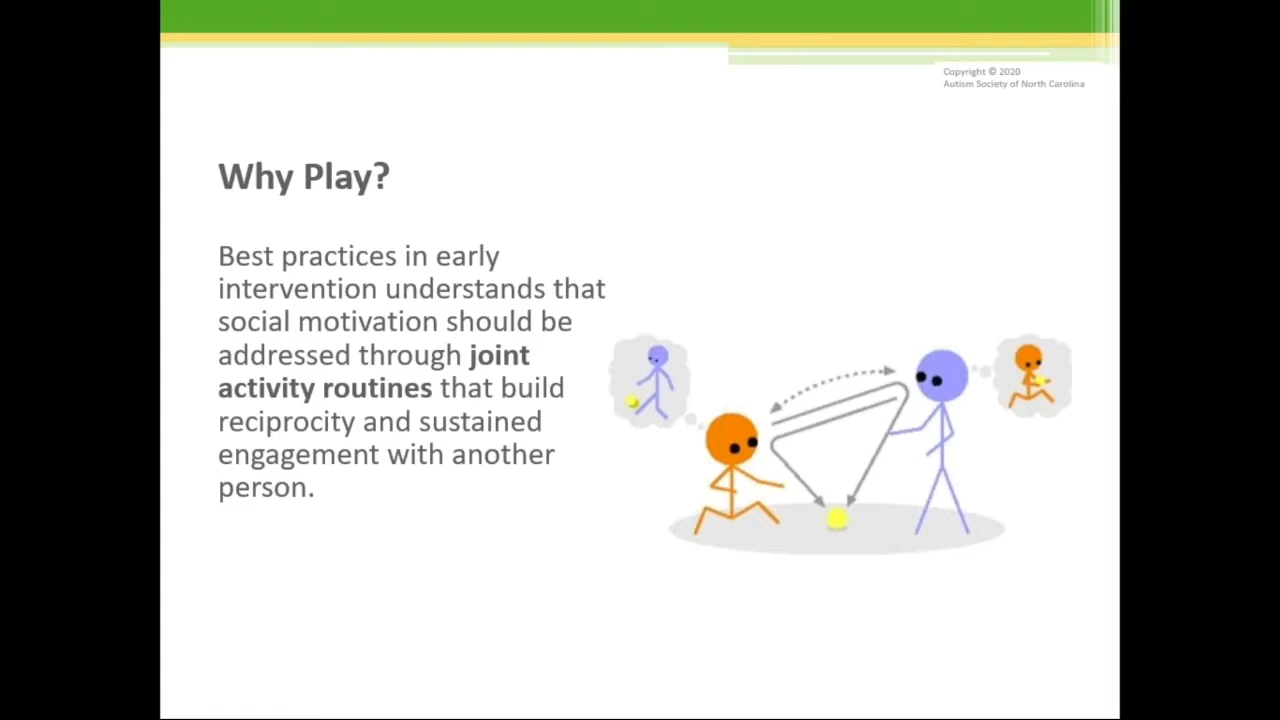 Copyright © 2020
Autism Society of North Carolina
Why Play?
Best practices in early
intervention understands that
social motivation should be
addressed through joint
activity routines that build
reciprocity and sustained
engagement with another
person.